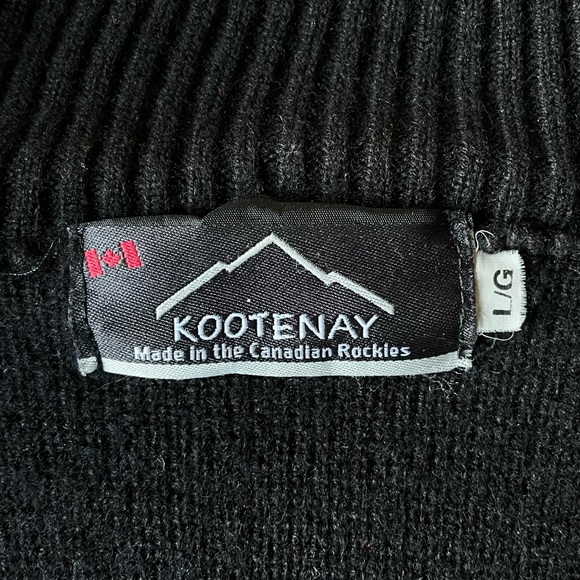 KOOTENAY
Made in the Canadian Rockies
L/G